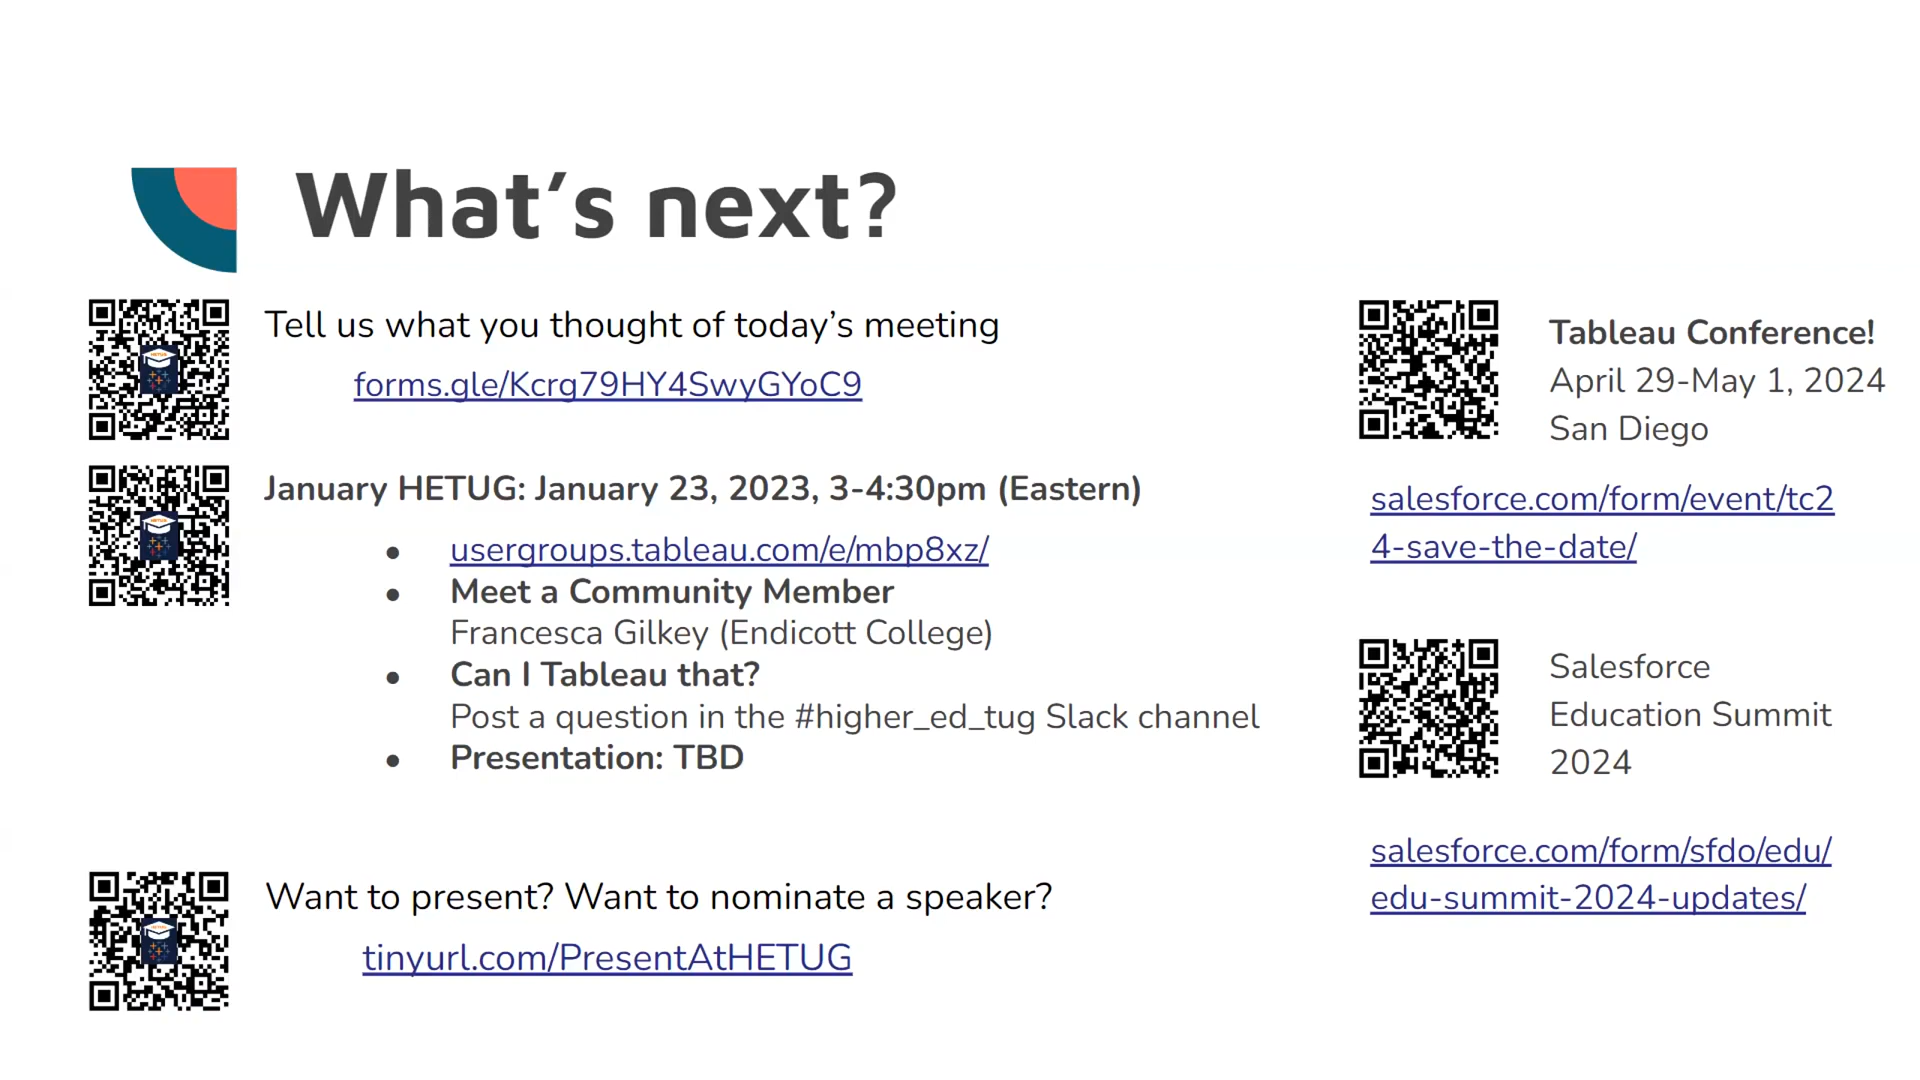 What's next?
Tell us what you thought of today's meeting
forms.gle/Kcrg79HY4SwyGYoC9
January HETUG: January 23, 2023, 3-4:30pm (Eastern)
usergroups.tableau.com/e/mbp8xz/
Meet a Community Member
Francesca Gilkey (Endicott College)
Can I Tableau that?
Post a question in the #higher_ed_tug Slack channel
Presentation: TBD
Want to present? Want to nominate a speaker?
tinyurl.com/PresentAtHETUG
Tableau Conference!
April 29-May 1, 2024
San Diego
salesforce.com/form/event/tc2
4-save-the-date/
Salesforce
Education Summit
2024
salesforce.com/form/sfdo/edu/
edu-summit-2024-updates/
HETUG
HETUG
HETUG